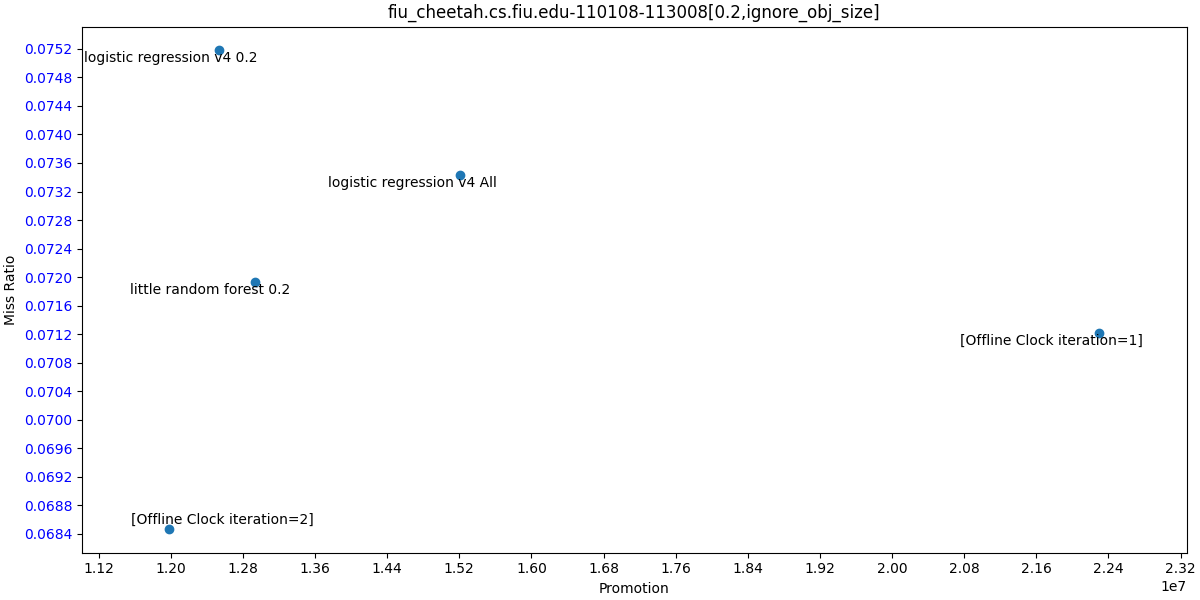 fiu_cheetah.cs.fiu.edu-110108-113008[0.2,ignore_obj_size]
Miss Ratio
0.0752
0.0748
0.0744
0.0740
0.0736
0.0732
0.0728
0.0724
0.0720
0.0716
0.0712
0.0708
0.0704
0.0700
0.0696
0.0692
0.0688
0.0684
logistic regression v4 0.2
logistic regression v4 All
little random forest 0.2
[Offline Clock iteration=1]
[Offline Clock iteration=2]
1.12 1.20 1.28 1.36 1.44 1.52 1.60 1.68 1.76 1.84 1.92 2.00 2.08 2.16 2.24 2.32
1e7
Promotion